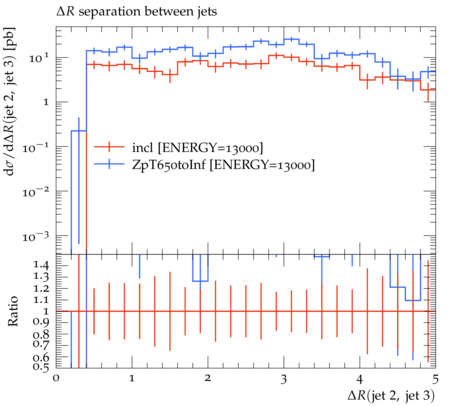 ΔR separation between jets
dσ/dΔR(jet 2, jet 3) [pb]
10¹
1
10⁻¹
10⁻²
10⁻³
incl [ENERGY=13000]
ZpT650toInf [ENERGY=13000]
Ratio
1.4
1.3
1.2
1.1
1
0.9
0.8
0.7
0.6
0.5
0 1 2 3 4 5
ΔR(jet 2, jet 3)